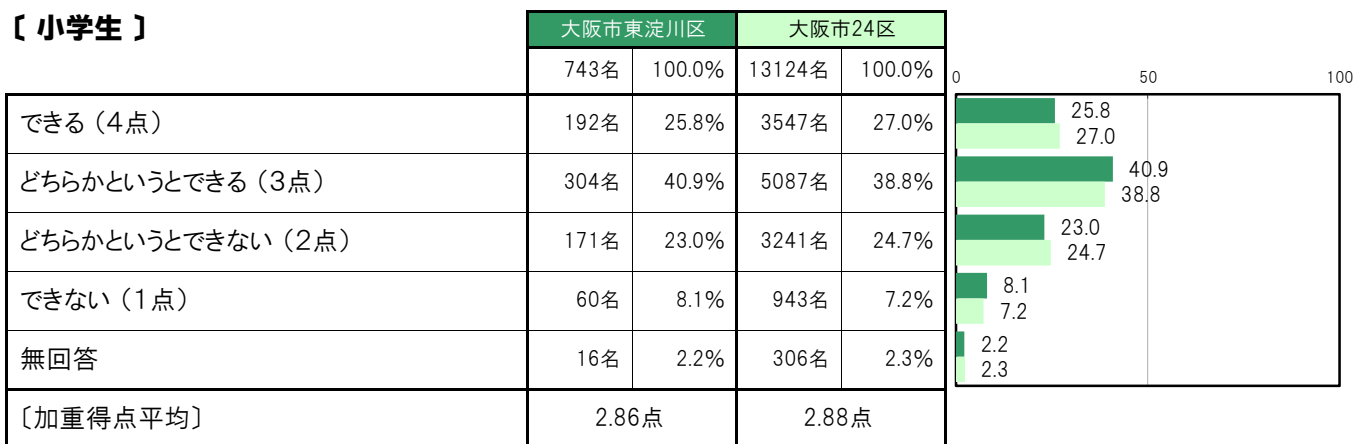 〔 小学生 〕
大阪市東淀川区 大阪市24区
743名 100.0% 13124名 100.0% 0 50 100
できる （4点） 192名 25.8% 3547名 27.0% 25.8
27.0
どちらかというとできる （3点） 304名 40.9% 5087名 38.8% 40.9
38.8
どちらかというとできない （2点） 171名 23.0% 3241名 24.7% 23.0
24.7
できない （1点） 60名 8.1% 943名 7.2% 8.1
7.2
無回答 16名 2.2% 306名 2.3% 2.2
2.3
〔加重得点平均〕 2.86点 2.88点